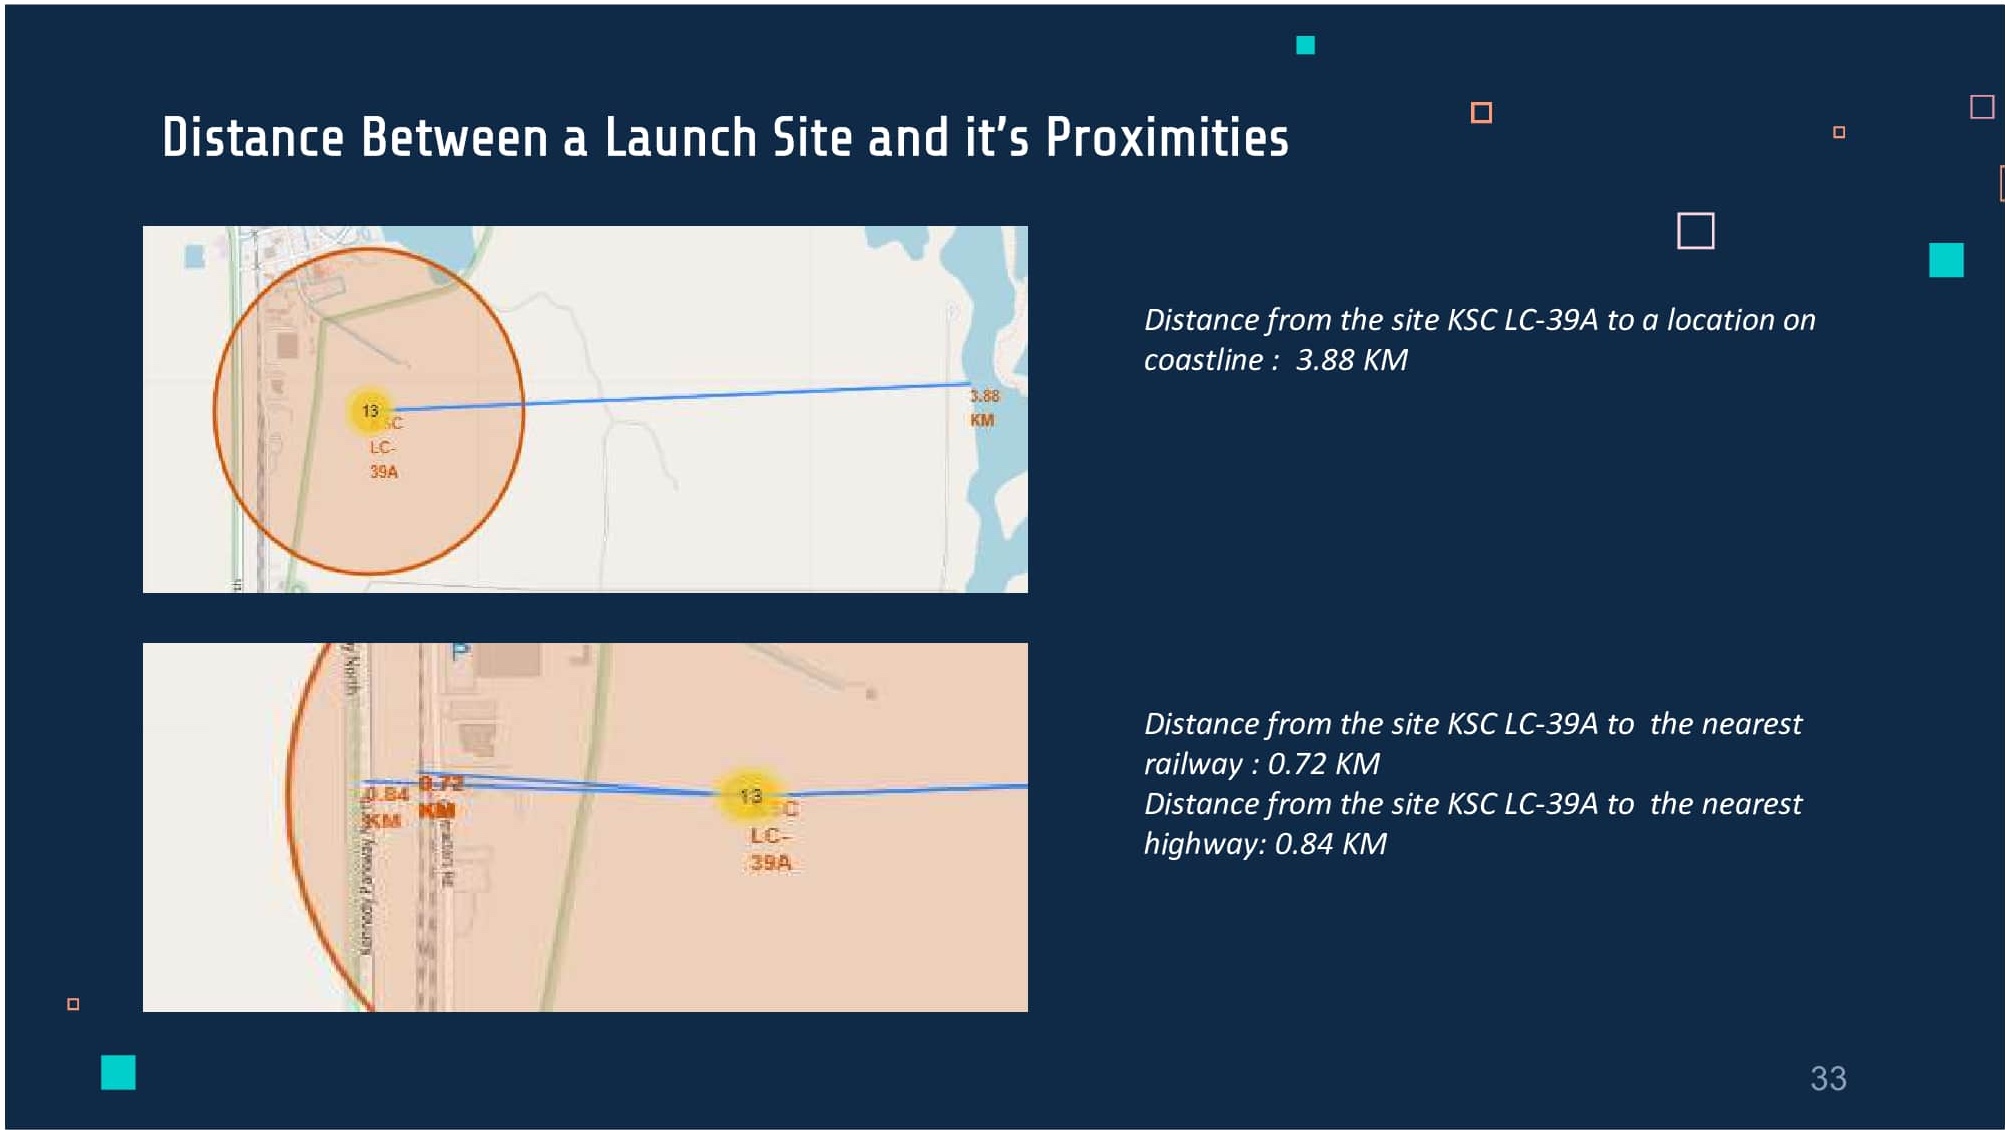 Distance Between a Launch Site and it's Proximities
13
LC-
39A
3.88
KM
Distance from the site KSC LC-39A to a location on
coastline :  3.88 KM
0.84
KM
0.72
KM
13
LC-
39A
Kennedy Parkway North
Distance from the site KSC LC-39A to  the nearest
railway : 0.72 KM
Distance from the site KSC LC-39A to  the nearest
highway: 0.84 KM
33